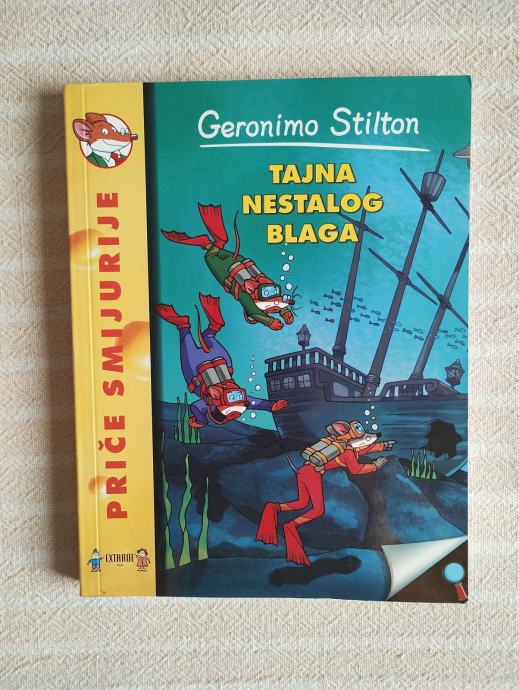 Geronimo Stilton
TAJNA
NESTALOG
BLAGA
PRIČE SMIJURIJE
EXTRADE